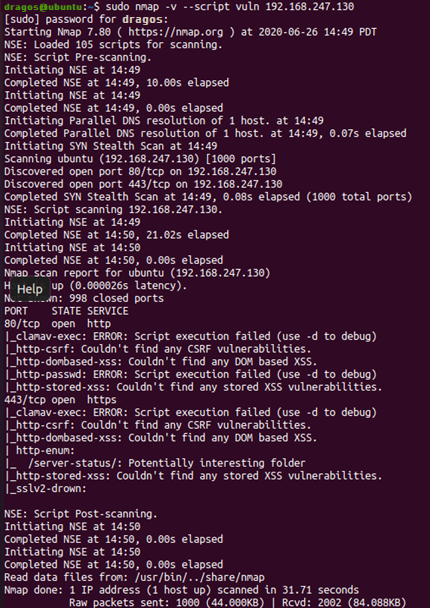 dragos@ubuntu:~$ sudo nmap -v --script vuln 192.168.247.130
[sudo] password for dragos:
Starting Nmap 7.80 ( https://nmap.org ) at 2020-06-26 14:49 PDT
NSE: Loaded 105 scripts for scanning.
NSE: Script Pre-scanning.
Initiating NSE at 14:49
Completed NSE at 14:49, 10.00s elapsed
Initiating NSE at 14:49
Completed NSE at 14:49, 0.00s elapsed
Initiating Parallel DNS resolution of 1 host. at 14:49
Completed Parallel DNS resolution of 1 host. at 14:49, 0.07s elapsed
Initiating SYN Stealth Scan at 14:49
Scanning ubuntu (192.168.247.130) [1000 ports]
Discovered open port 80/tcp on 192.168.247.130
Discovered open port 443/tcp on 192.168.247.130
Completed SYN Stealth Scan at 14:49, 0.08s elapsed (1000 total ports)
NSE: Script scanning 192.168.247.130.
Initiating NSE at 14:49
Completed NSE at 14:50, 21.02s elapsed
Initiating NSE at 14:50
Completed NSE at 14:50, 0.00s elapsed
Nmap scan report for ubuntu (192.168.247.130)
Help
up (0.000026s latency).
998 closed ports
PORT    STATE SERVICE
80/tcp  open  http
|_clamav-exec: ERROR: Script execution failed (use -d to debug)
|_http-csrf: Couldn't find any CSRF vulnerabilities.
|_http-dombased-xss: Couldn't find any DOM based XSS.
|_http-passwd: ERROR: Script execution failed (use -d to debug)
|_http-stored-xss: Couldn't find any stored XSS vulnerabilities.
443/tcp open  https
|_clamav-exec: ERROR: Script execution failed (use -d to debug)
|_http-csrf: Couldn't find any CSRF vulnerabilities.
|_http-dombased-xss: Couldn't find any DOM based XSS.
| http-enum:
|_  /server-status/: Potentially interesting folder
|_http-stored-xss: Couldn't find any stored XSS vulnerabilities.
|_sslv2-drown:
NSE: Script Post-scanning.
Initiating NSE at 14:50
Completed NSE at 14:50, 0.00s elapsed
Initiating NSE at 14:50
Completed NSE at 14:50, 0.00s elapsed
Read data files from: /usr/bin/../share/nmap
Nmap done: 1 IP address (1 host up) scanned in 31.71 seconds
Raw packets sent: 1000 (44.000KB) | Rcvd: 2002 (84.088KB)